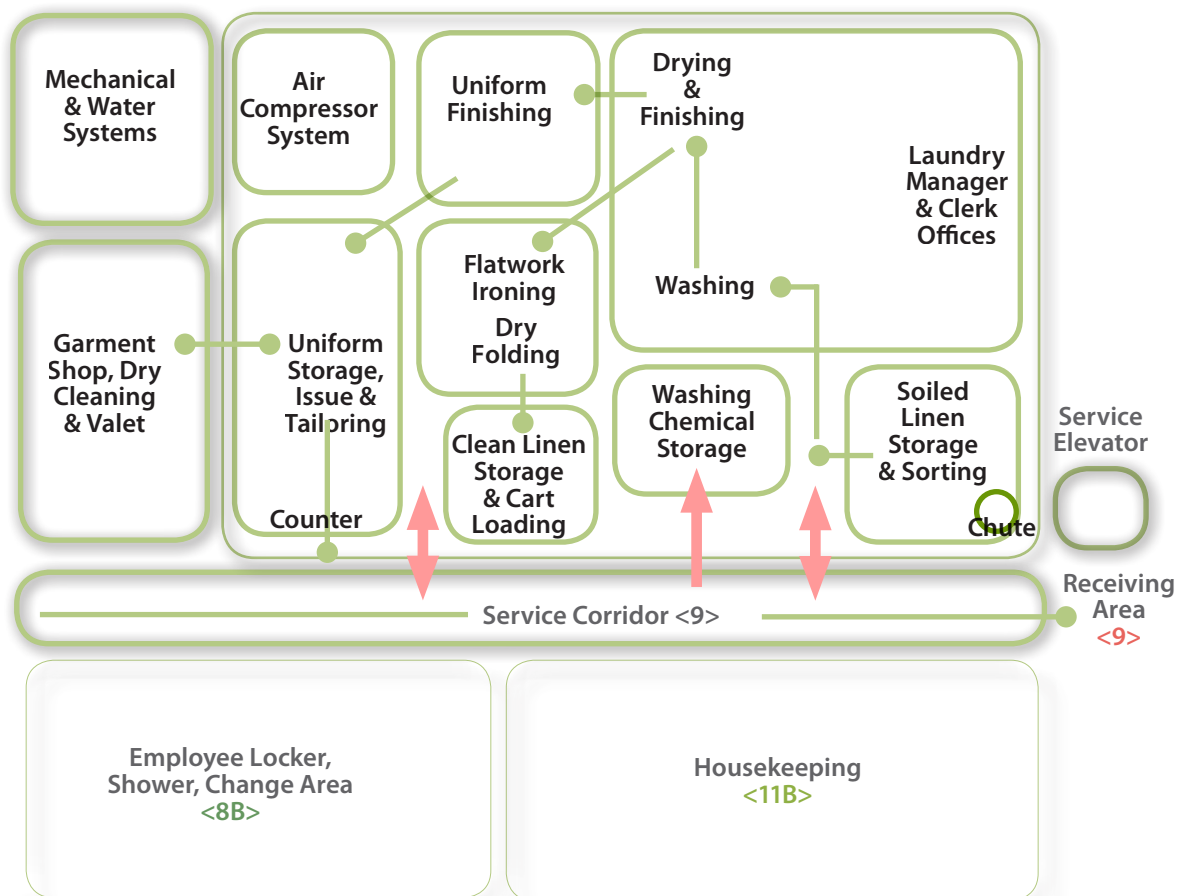 Mechanical
& Water
Systems
Air
Compressor
System
Uniform
Finishing
Drying
&
Finishing
Laundry
Manager
& Clerk
Offices
Garment
Shop, Dry
Cleaning
& Valet
Uniform
Storage,
Issue &
Tailoring
Counter
Flatwork
Ironing
Dry
Folding
Washing
Clean Linen
Storage
& Cart
Loading
Washing
Chemical
Storage
Soiled
Linen
Storage
& Sorting
Chute
Service
Elevator
Service Corridor <9>
Receiving
Area
<9>
Employee Locker,
Shower, Change Area
<8B>
Housekeeping
<11B>